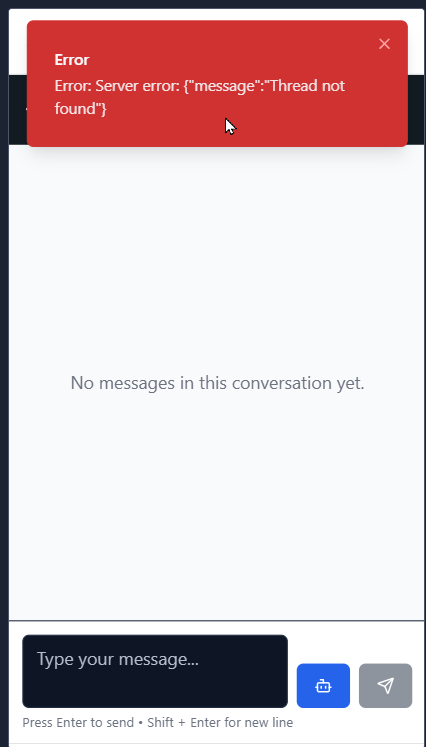 Error
Error: Server error: {"message":"Thread not
found"}
No messages in this conversation yet.
Type your message...
Press Enter to send • Shift + Enter for new line